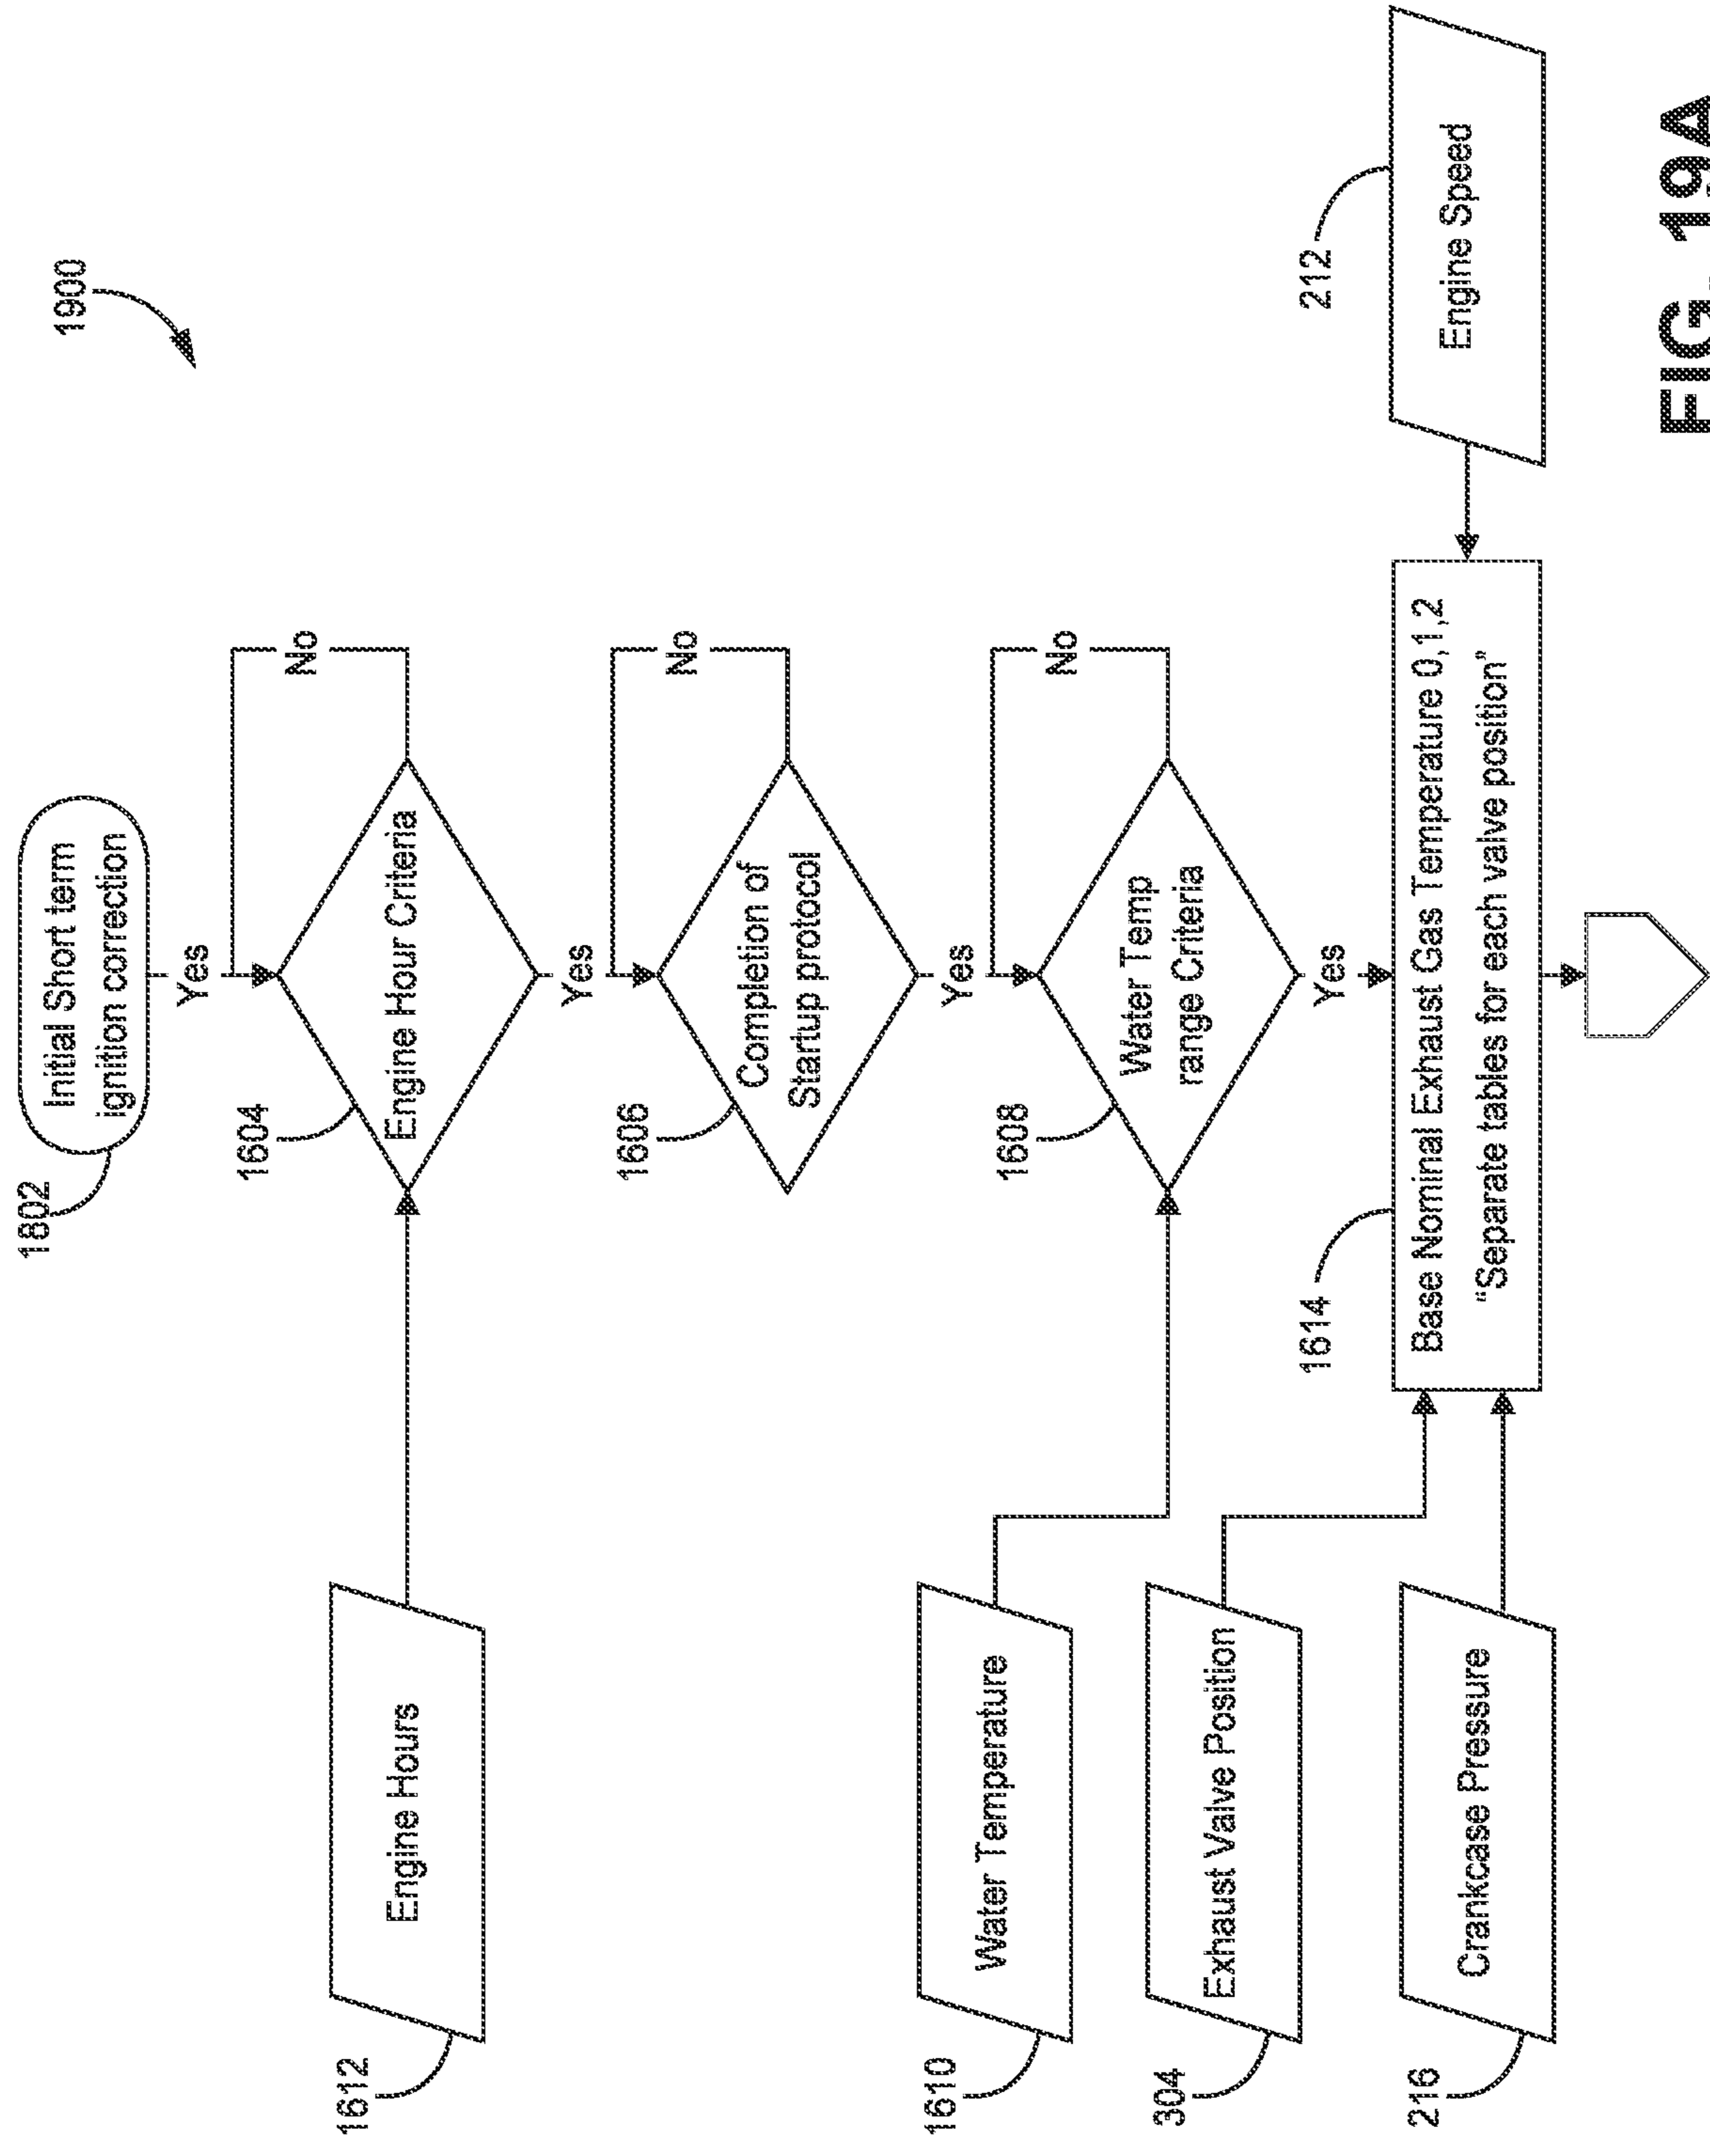 1900
1802
Initial Short term
ignition correction
Yes
1604
Engine Hour Criteria
No
1612
Engine Hours
Yes
1606
Completion of
Startup protocol
No
Yes
1608
Water Temp
range Criteria
No
1610
Water Temperature
Yes
304
Exhaust Valve Position
1614
Base Nominal Exhaust Gas Temperature 0,1,2
“Separate tables for each valve position”
212
Engine Speed
216
Crankcase Pressure
FIG. 19A